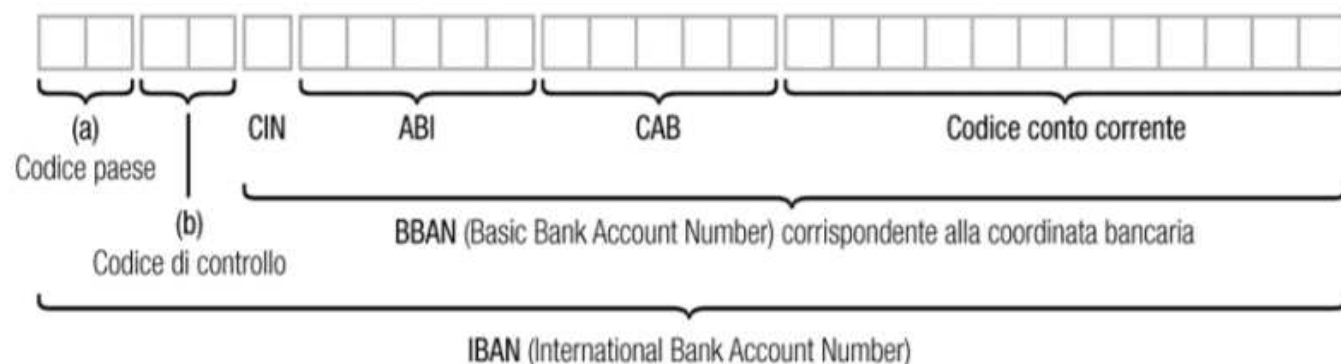 (a) CIN ABI CAB Codice conto corrente
Codice paese
(b)
Codice di controllo
BBAN (Basic Bank Account Number) corrispondente alla coordinata bancaria
IBAN (International Bank Account Number)